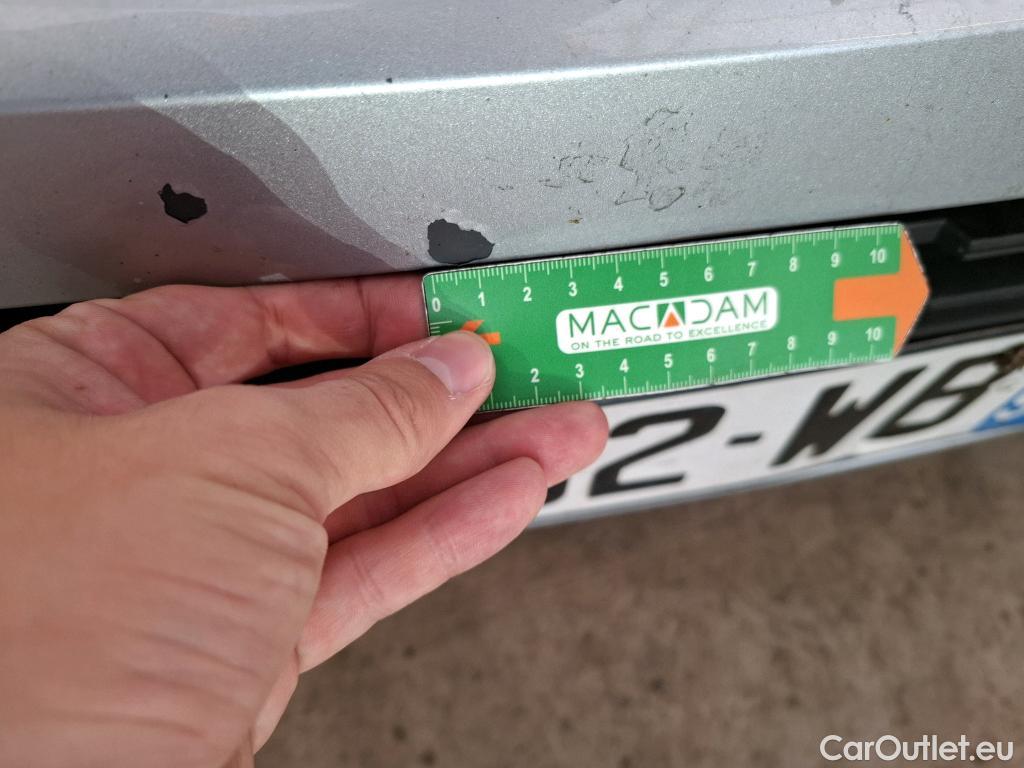 0 1 2 3 4 5 6 7 8 9 10
MACADAM
ON THE ROAD TO EXCELLENCE
2 3 4 5 6 7 8 9 10
2-WB
CarOutlet.eu